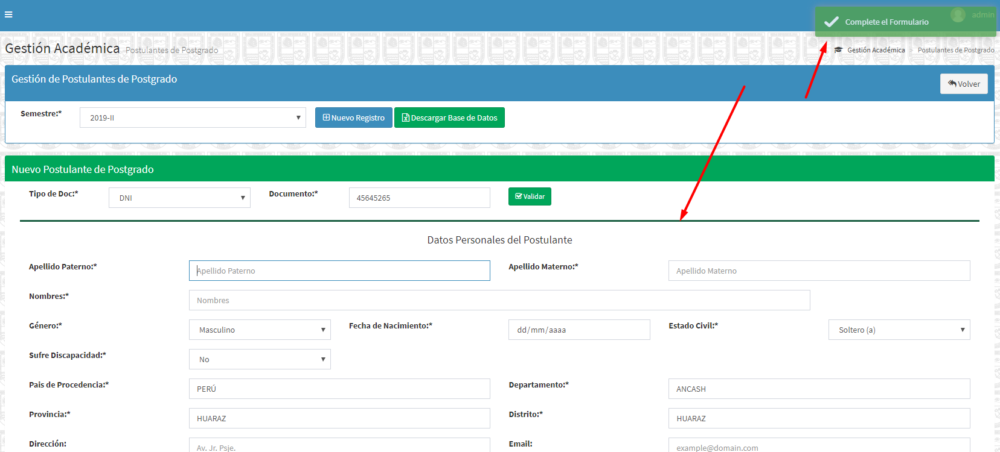 Complete el Formulario
admin
Gestión Académica Postulantes de Postgrado
Gestión Académica > Postulantes de Postgrado
Gestión de Postulantes de Postgrado
Volver
Semestre:* 2019-II Nuevo Registro Descargar Base de Datos
Nuevo Postulante de Postgrado
Tipo de Doc:* DNI Documento:* 45645265 Validar
Datos Personales del Postulante
Apellido Paterno:* Apellido Paterno Apellido Materno:* Apellido Materno
Nombres:* Nombres
Género:* Masculino Fecha de Nacimiento:* dd/mm/aaaa Estado Civil:* Soltero (a)
Sufre Discapacidad:* No
Pais de Procedencia:* PERÚ Departamento:* ANCASH
Provincia:* HUARAZ Distrito:* HUARAZ
Dirección: Av. Jr. Psje. Email: example@domain.com